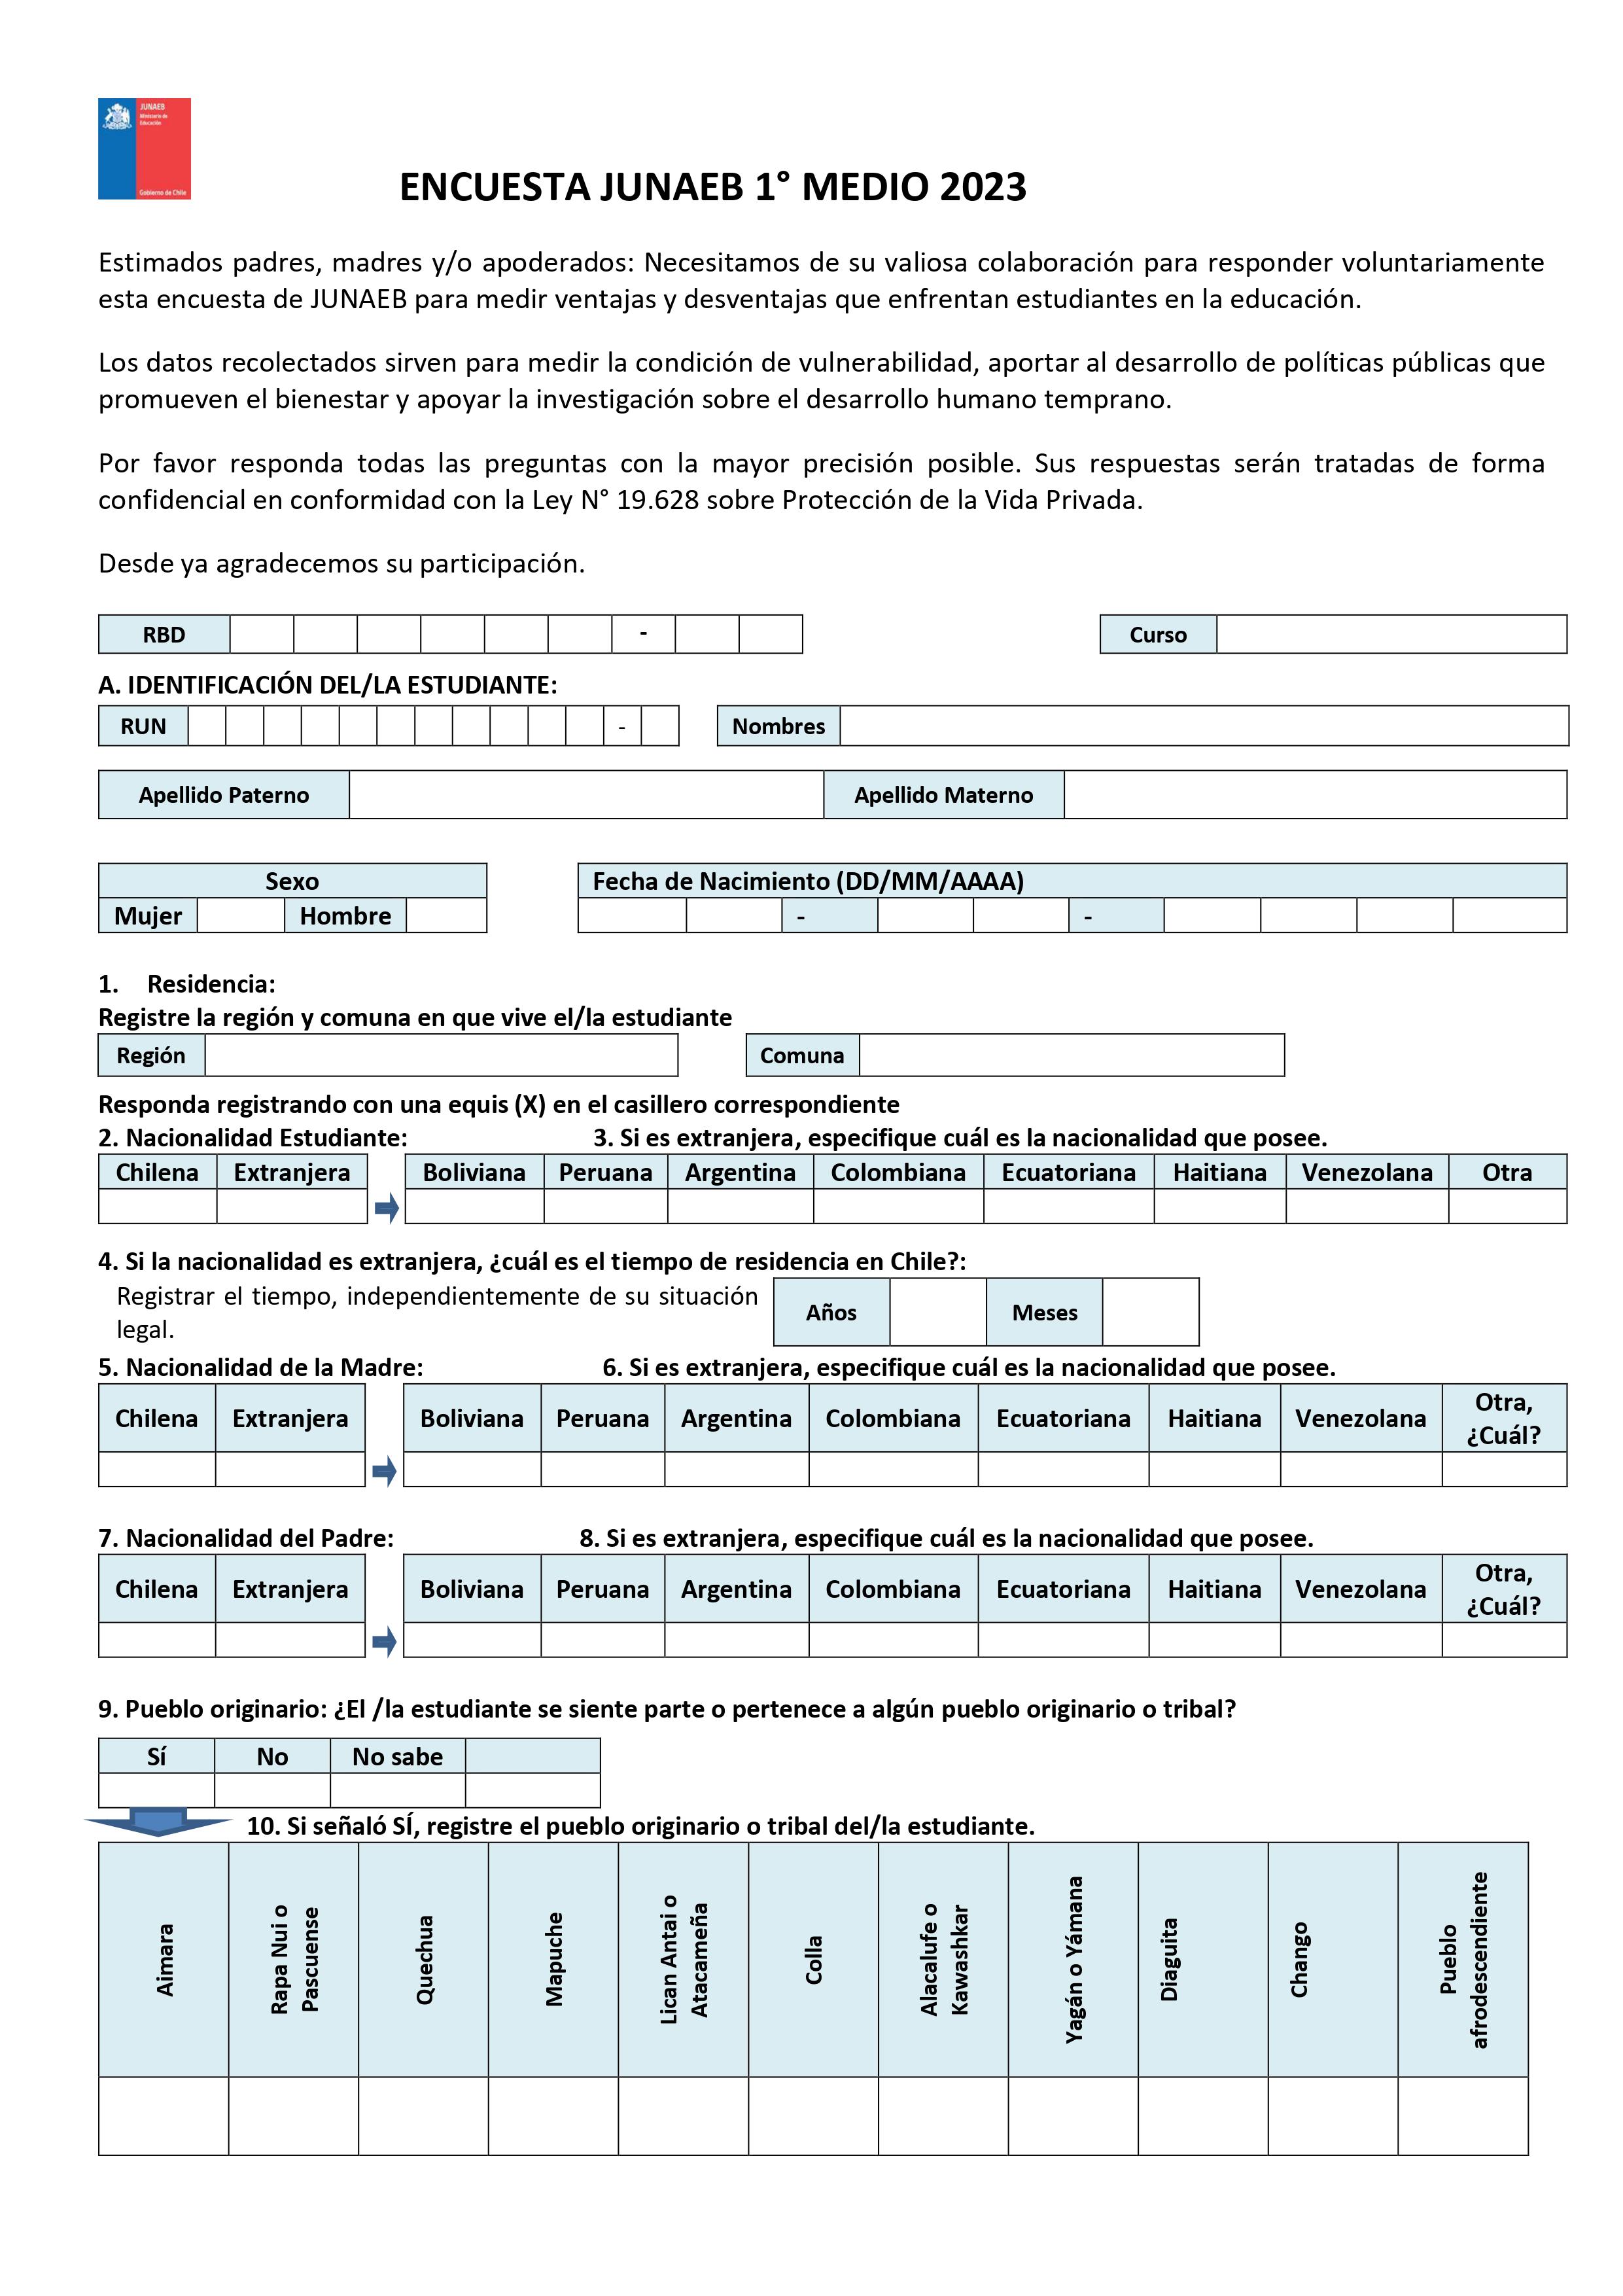 JUNAEB
Ministerio de
Educación
Gobierno de Chile
ENCUESTA JUNAEB 1° MEDIO 2023
Estimados padres, madres y/o apoderados: Necesitamos de su valiosa colaboración para responder voluntariamente
esta encuesta de JUNAEB para medir ventajas y desventajas que enfrentan estudiantes en la educación.
Los datos recolectados sirven para medir la condición de vulnerabilidad, aportar al desarrollo de políticas públicas que
promueven el bienestar y apoyar la investigación sobre el desarrollo humano temprano.
Por favor responda todas las preguntas con la mayor precisión posible. Sus respuestas serán tratadas de forma
confidencial en conformidad con la Ley N° 19.628 sobre Protección de la Vida Privada.
Desde ya agradecemos su participación.
RBD - Curso
A. IDENTIFICACIÓN DEL/LA ESTUDIANTE:
RUN - Nombres
Apellido Paterno Apellido Materno
Sexo Fecha de Nacimiento (DD/MM/AAAA)
Mujer Hombre - -
1. Residencia:
Registre la región y comuna en que vive el/la estudiante
Región Comuna
Responda registrando con una equis (X) en el casillero correspondiente
2. Nacionalidad Estudiante: 3. Si es extranjera, especifique cuál es la nacionalidad que posee.
Chilena Extranjera Boliviana Peruana Argentina Colombiana Ecuatoriana Haitiana Venezolana Otra
4. Si la nacionalidad es extranjera, ¿cuál es el tiempo de residencia en Chile?:
Registrar el tiempo, independientemente de su situación
legal.
Años Meses
5. Nacionalidad de la Madre: 6. Si es extranjera, especifique cuál es la nacionalidad que posee.
Chilena Extranjera Boliviana Peruana Argentina Colombiana Ecuatoriana Haitiana Venezolana Otra,
¿Cuál?
7. Nacionalidad del Padre: 8. Si es extranjera, especifique cuál es la nacionalidad que posee.
Chilena Extranjera Boliviana Peruana Argentina Colombiana Ecuatoriana Haitiana Venezolana Otra,
¿Cuál?
9. Pueblo originario: ¿El /la estudiante se siente parte o pertenece a algún pueblo originario o tribal?
Sí No No sabe
10. Si señaló SÍ, registre el pueblo originario o tribal del/la estudiante.
Aimara
Rapa Nui o
Pascuense
Quechua
Mapuche
Lican Antai o
Atacameña
Colla
Alacalufe o
Kawashkar
Yagán o Yámana
Diaguita
Chango
Pueblo
afrodescendiente